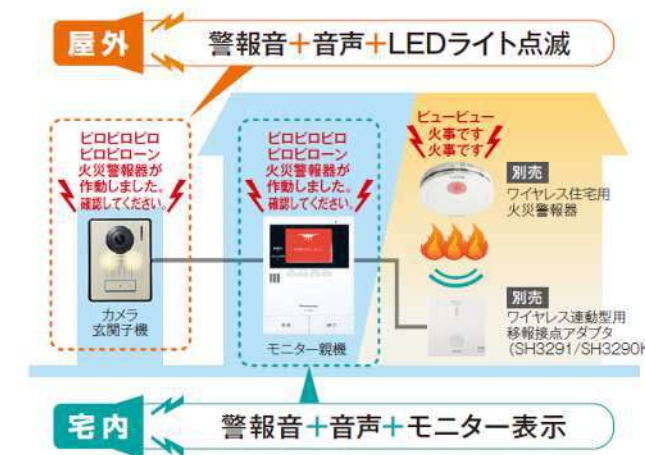 屋外
警報音+音声+LEDライト点滅
ピロピロピロ
ピロピローン
火災警報器が
作動しました。
確認してください。
ピロピロピロ
ピロピローン
火災警報器が
作動しました。
確認してください。
ビュービュー
火事です
火事です
別売
ワイヤレス住宅用
火災警報器
カメラ
玄関子機
Panasonic
モニター親機
別売
ワイヤレス連動型用
移報接点アダプタ
(SH3291/SH3290K
宅内
警報音+音声+モニター表示